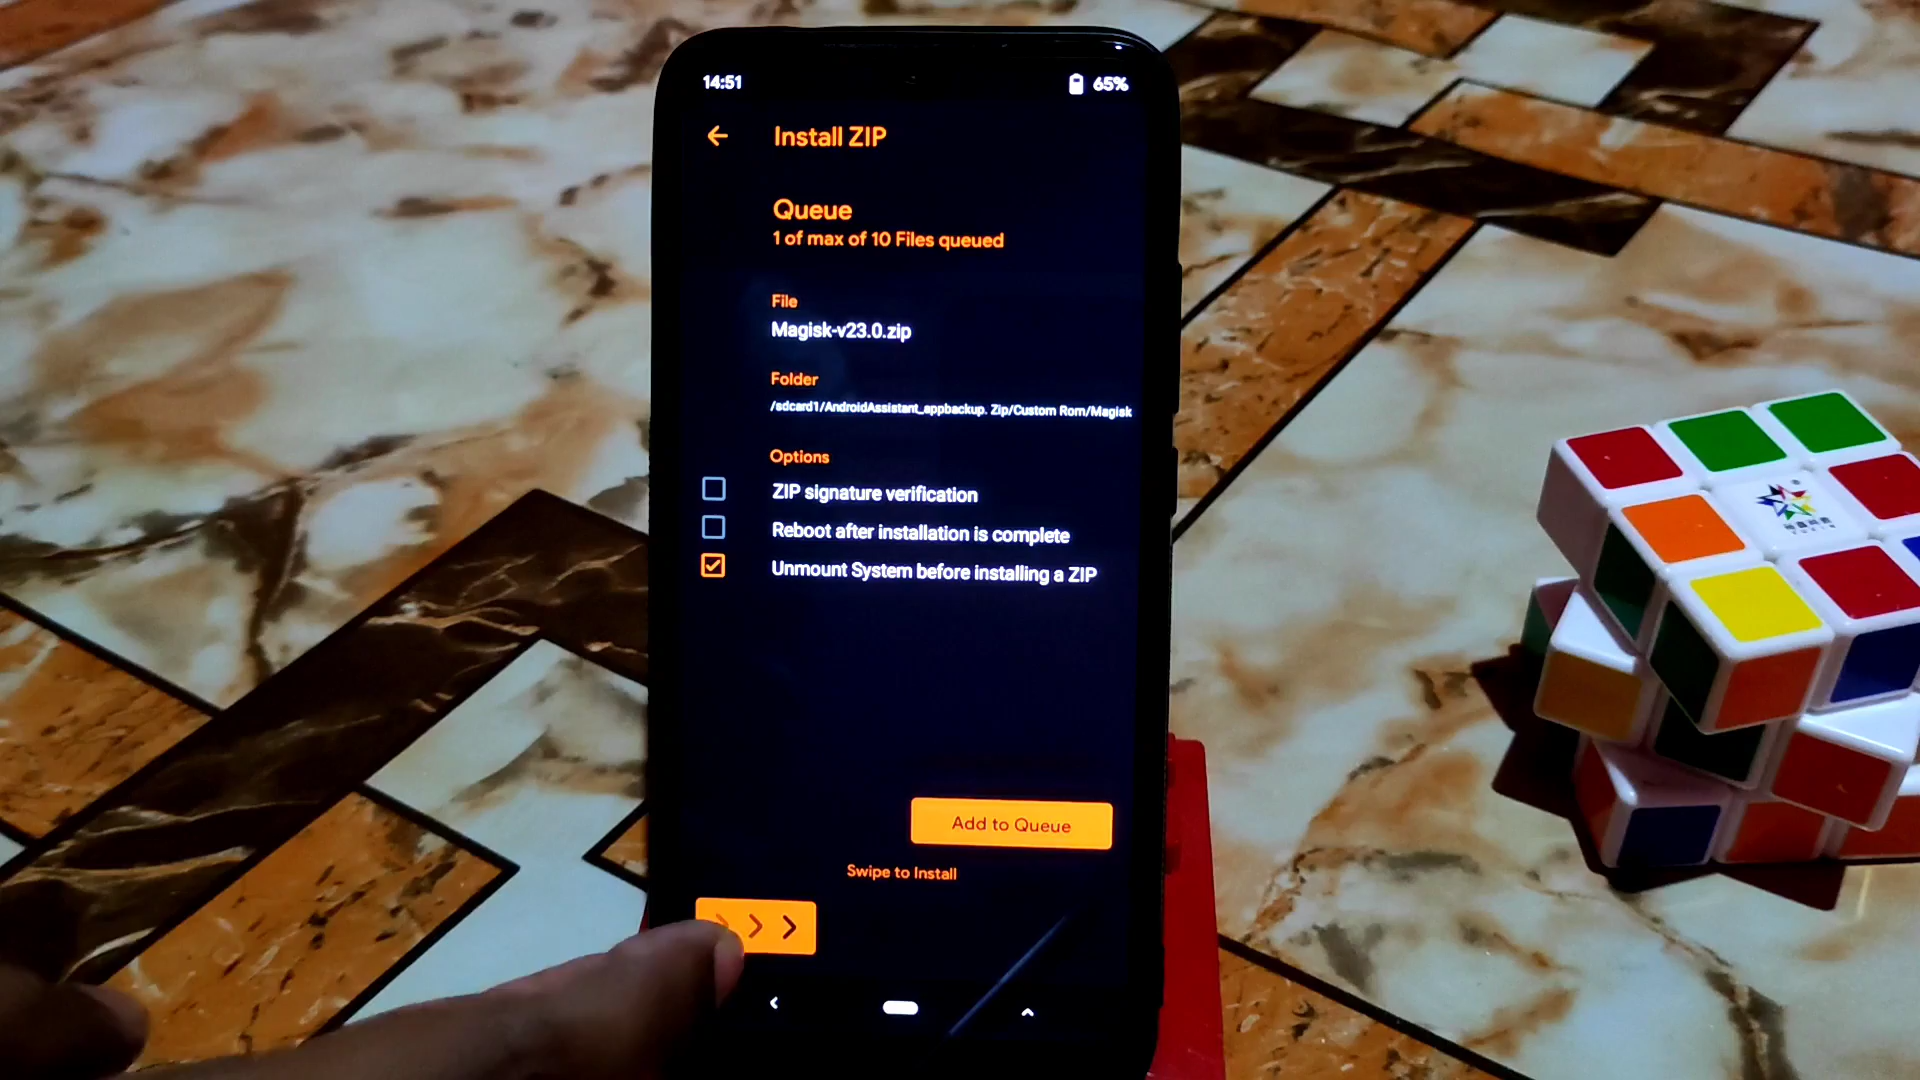 14:51
65%
Install ZIP
Queue
1 of max of 10 Files queued
File
Magisk-v23.0.zip
Folder
/sdcard1/AndroidAssistant_appbackup. Zip/Custom Rom/Magisk
Options
ZIP signature verification
Reboot after installation is complete
Unmount System before installing a ZIP
Add to Queue
Swipe to Install